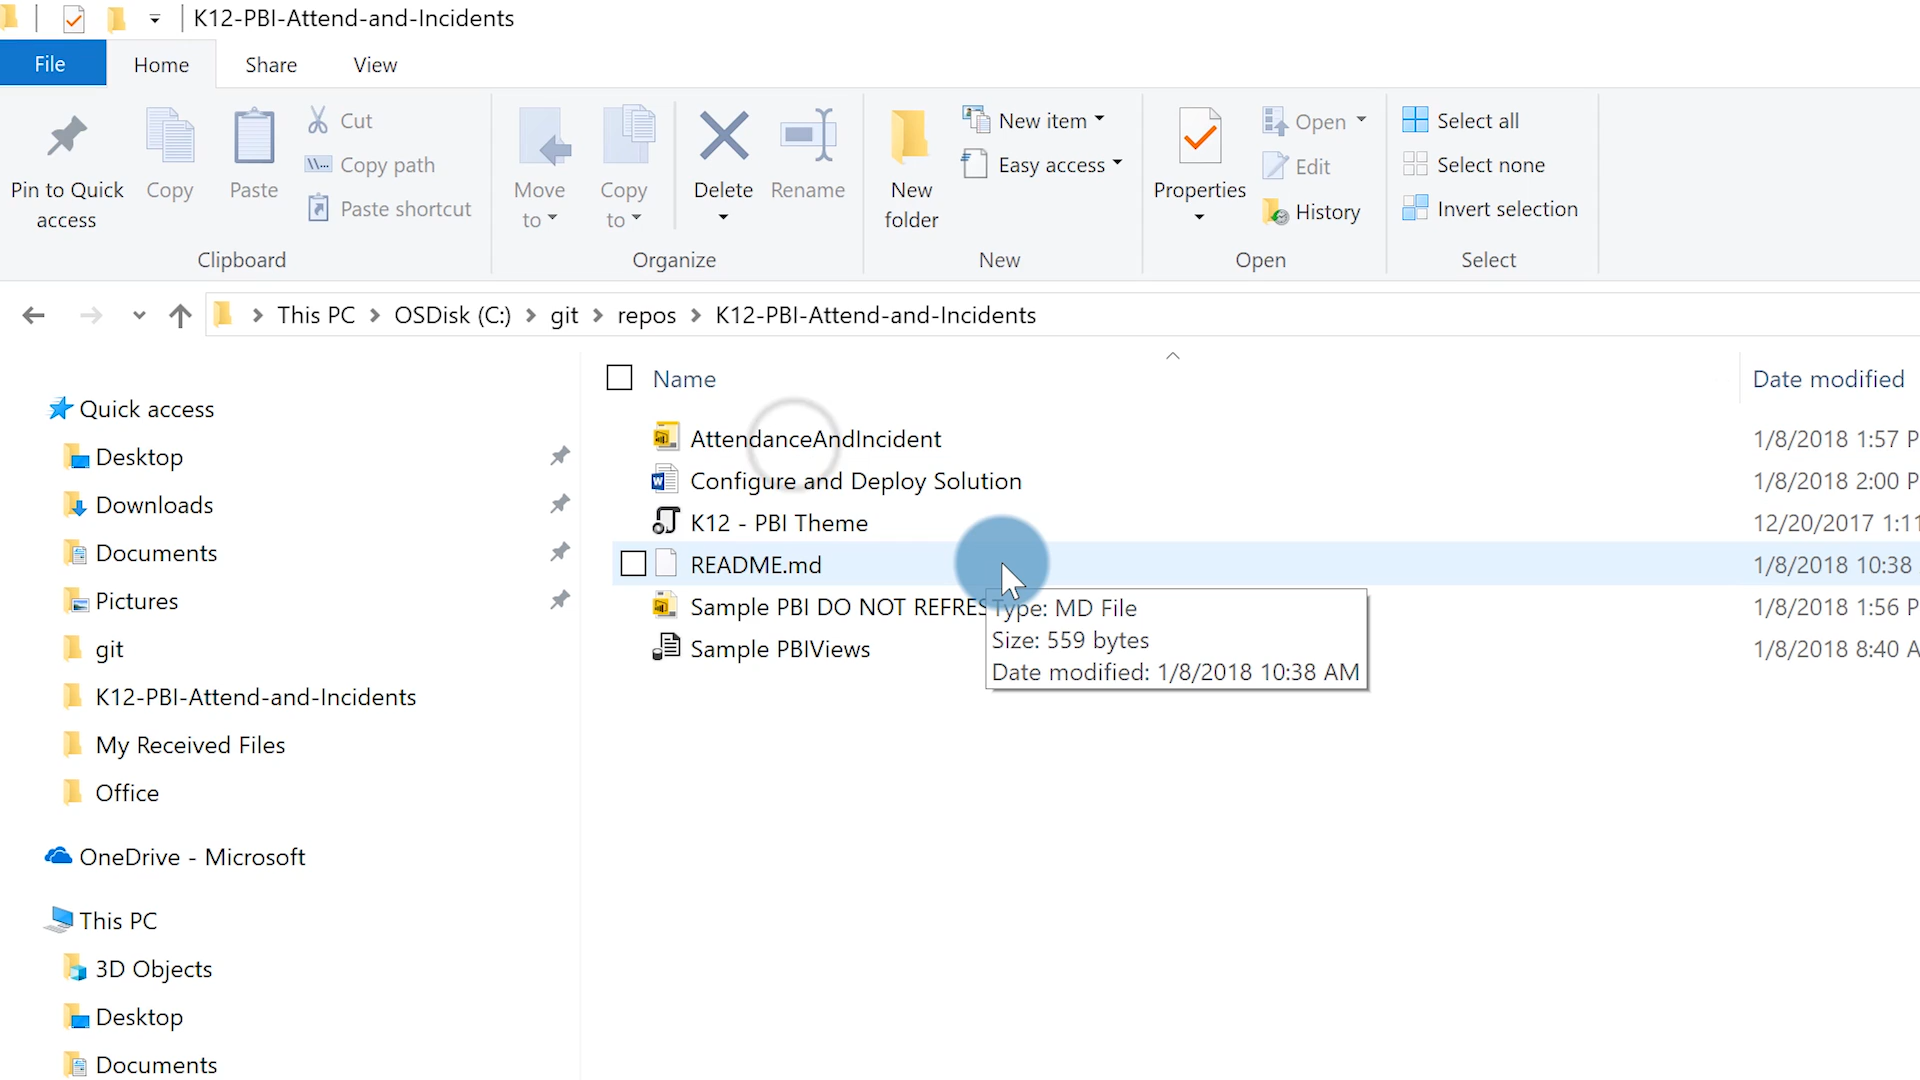 K12-PBI-Attend-and-Incidents
File Home Share View
Pin to Quick access
Copy
Paste
Cut
Copy path
Paste shortcut
Clipboard
Move to
Copy to
Delete
Rename
Organize
New folder
New item
Easy access
New
Properties
Open
Edit
History
Open
Select all
Select none
Invert selection
Select
This PC > OSDisk (C:) > git > repos > K12-PBI-Attend-and-Incidents
Name Date modified
Quick access
Desktop
Downloads
Documents
Pictures
git
K12-PBI-Attend-and-Incidents
My Received Files
Office
OneDrive - Microsoft
This PC
3D Objects
Desktop
Documents
AttendanceAndIncident 1/8/2018 1:57 P
Configure and Deploy Solution 1/8/2018 2:00 P
K12 - PBI Theme 12/20/2017 1:11
README.md 1/8/2018 10:38
Sample PBI DO NOT REFRES 1/8/2018 1:56 P
Sample PBIViews 1/8/2018 8:40 A
Type: MD File
Size: 559 bytes
Date modified: 1/8/2018 10:38 AM